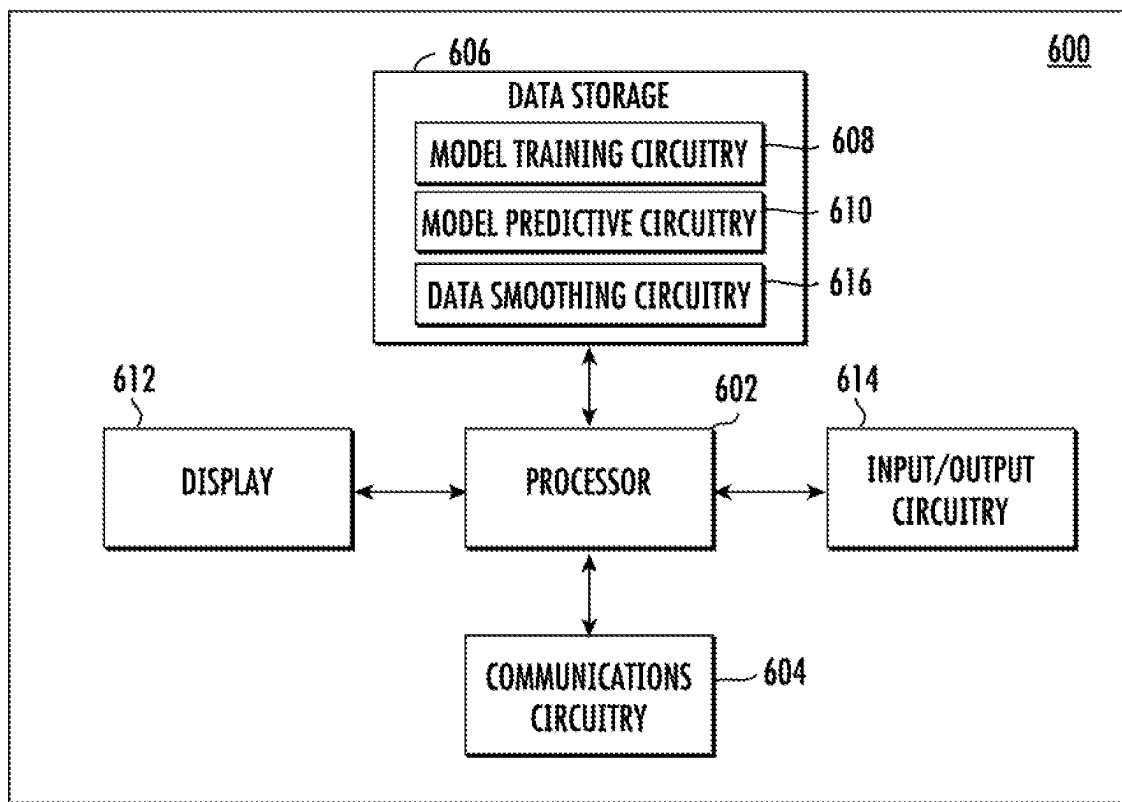 600
606
DATA STORAGE
MODEL TRAINING CIRCUITRY
608
MODEL PREDICTIVE CIRCUITRY
610
DATA SMOOTHING CIRCUITRY
616
612
602
614
DISPLAY
PROCESSOR
INPUT/OUTPUT
CIRCUITRY
COMMUNICATIONS
CIRCUITRY
604